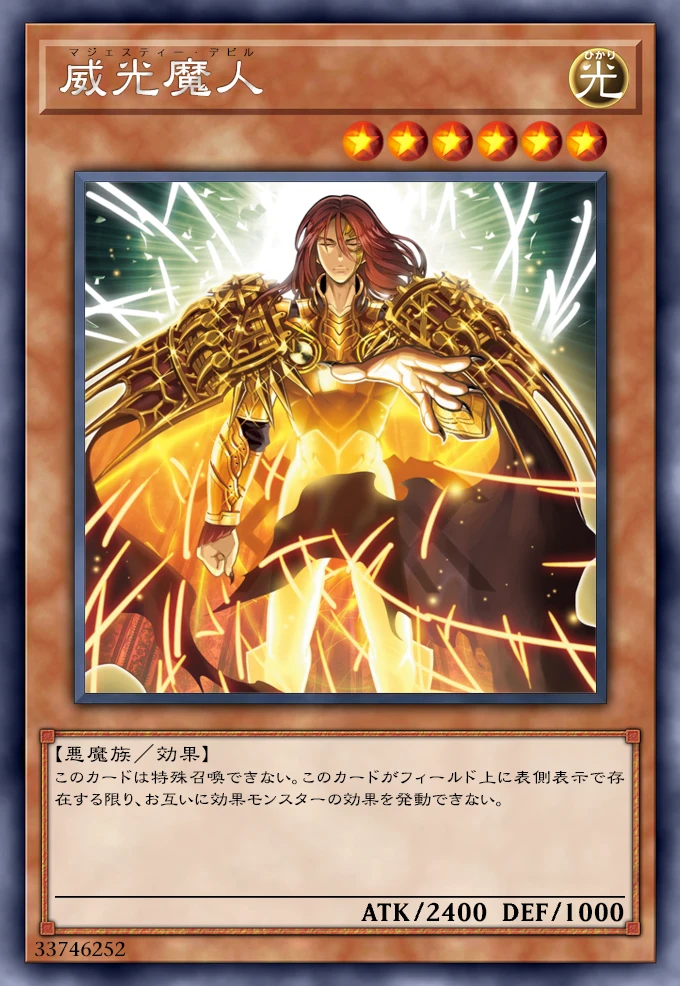 マジェスティー・デビル
威光魔人
ひかり
光
【悪魔族／効果】
このカードは特殊召喚できない。このカードがフィールド上に表側表示で存
在する限り、お互いに効果モンスターの効果を発動できない。
ATK/2400 DEF/1000
33746252